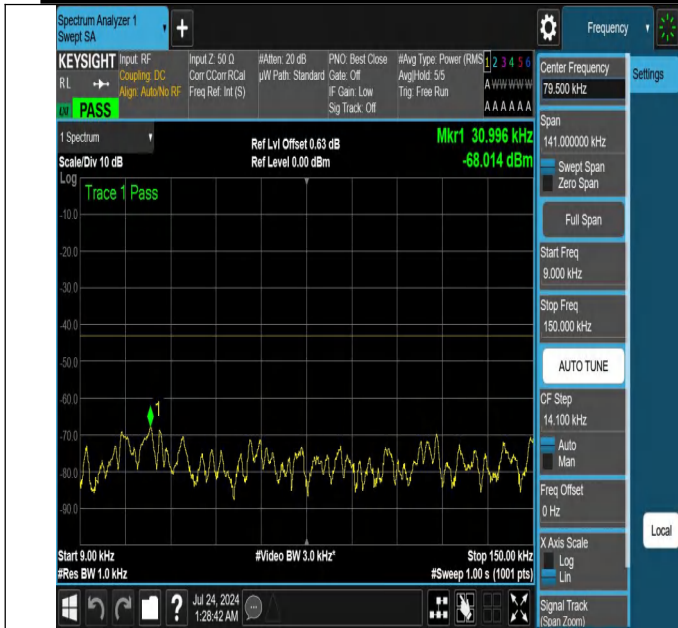 Spectrum Analyzer 1
Swept SA
+
Frequency
KEYSIGHT
RL
LXI
PASS
Input: RF
Coupling: DC
Align: Auto/No RF
Input Z: 50 Ω
Corr CCorr RCal
Freq Ref: Int (S)
#Atten: 20 dB
µW Path: Standard
PNO: Best Close
Gate: Off
IF Gain: Low
Sig Track: Off
#Avg Type: Power (RMS
Avg|Hold: 5/5
Trig: Free Run
1 2 3 4 5 6
A W W W W W
A A A A A A
1 Spectrum
Scale/Div 10 dB
Ref Lvl Offset 0.63 dB
Ref Level 0.00 dBm
Mkr1 30.996 kHz
-68.014 dBm
Log
Trace 1 Pass
-10.0
-20.0
-30.0
-40.0
-50.0
-60.0
-70.0
-80.0
-90.0
1
Start 9.00 kHz
#Res BW 1.0 kHz
#Video BW 3.0 kHz*
Stop 150.00 kHz
#Sweep 1.00 s (1001 pts)
Jul 24, 2024
1:28:42 AM
?
Center Frequency
79.500 kHz
Settings
Span
141.000000 kHz
Swept Span
Zero Span
Full Span
Start Freq
9.000 kHz
Stop Freq
150.000 kHz
AUTO TUNE
CF Step
14.100 kHz
Auto
Man
Freq Offset
0 Hz
X Axis Scale
Log
Lin
Local
Signal Track
(Span Zoom)